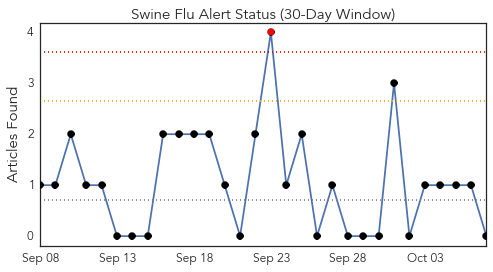 Swine Flu Alert Status (30-Day Window)
Articles Found
4
3
2
1
0
Sep 08 Sep 13 Sep 18 Sep 23 Sep 28 Oct 03